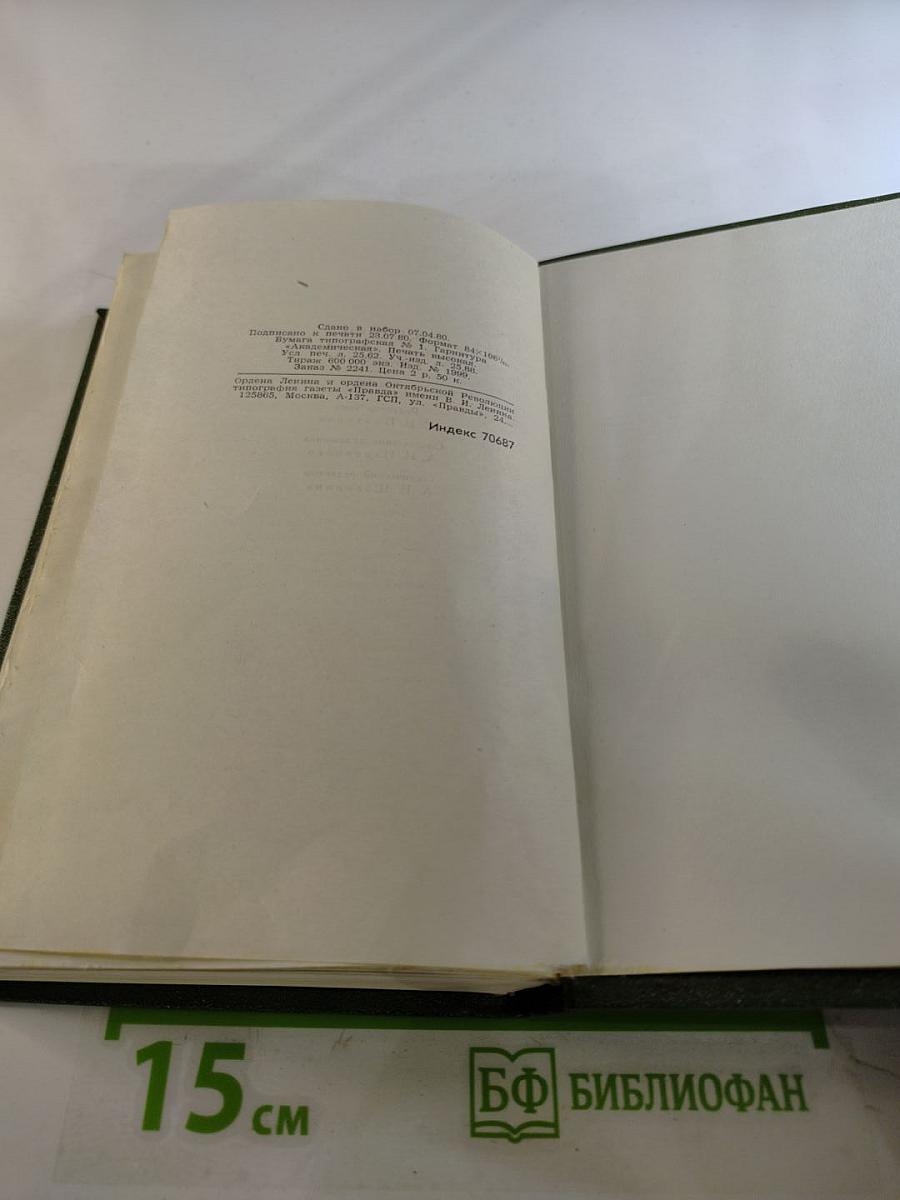 Сдано в набор 07.04.80.
Подписано к печати 23.07.80. Формат 84×108¹/₃₂.
Бумага типографская № 1. Гарнитура
«Академическая». Печать высокая.
Усл. печ. л. 25,62. Уч.-изд. л. 25,88.
Тираж 600 000 экз. Изд. № 1999.
Заказ № 2241. Цена 2 р. 50 к.
Ордена Ленина и ордена Октябрьской Революции
типография газеты «Правда» имени В. И. Ленина.
125865, Москва, А-137, ГСП, ул. «Правды», 24.
Индекс 70687
15 см
БФ БИБЛИОФАН